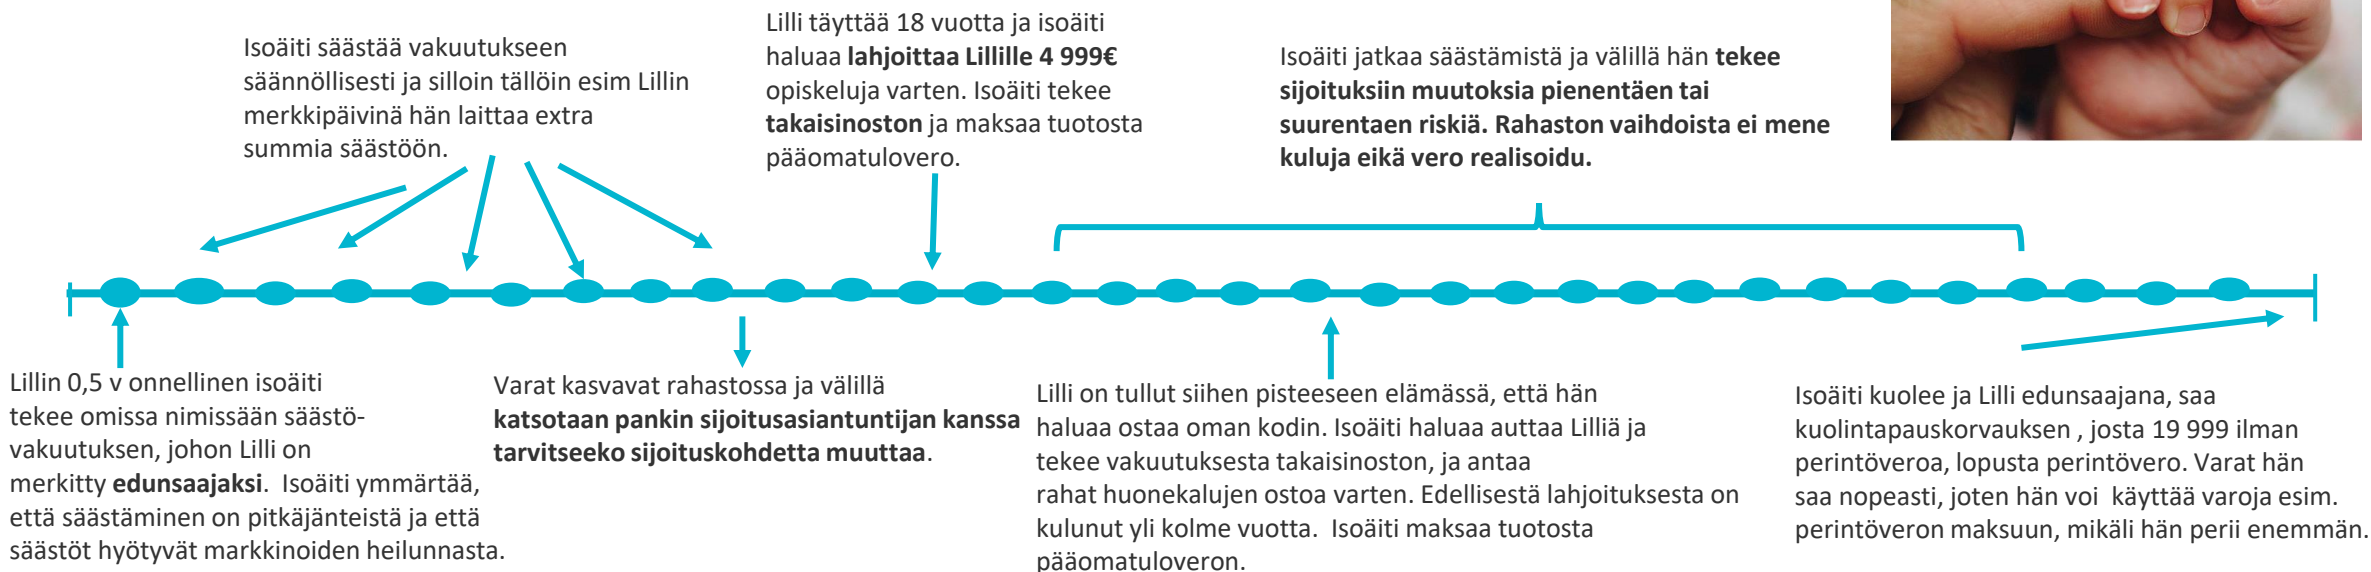 Isoäiti säästää vakuutukseen
säännöllisesti ja silloin tällöin esim Lillin
merkkipäivinä hän laittaa extra
summia säästöön.
Lilli täyttää 18 vuotta ja isoäiti
haluaa lahjoittaa Lillille 4 999€
opiskeluja varten. Isoäiti tekee
takaisinoston ja maksaa tuotosta
pääomatulovero.
Isoäiti jatkaa säästämistä ja välillä hän tekee
sijoituksiin muutoksia pienentäen tai
suurentaen riskiä. Rahaston vaihdoista ei mene
kuluja eikä vero realisoidu.
Lillin 0,5 v onnellinen isoäiti
tekee omissa nimissään säästö-
vakuutuksen, johon Lilli on
merkitty edunsaajaksi. Isoäiti ymmärtää,
että säästäminen on pitkäjänteistä ja että
säästöt hyötyvät markkinoiden heilunnasta.
Varat kasvavat rahastossa ja välillä
katsotaan pankin sijoitusasiantuntijan kanssa
tarvitseeko sijoituskohdetta muuttaa.
Lilli on tullut siihen pisteeseen elämässä, että hän
haluaa ostaa oman kodin. Isoäiti haluaa auttaa Lilliä ja
tekee vakuutuksesta takaisinoston, ja antaa
rahat huonekalujen ostoa varten. Edellisestä lahjoituksesta on
kulunut yli kolme vuotta. Isoäiti maksaa tuotosta
pääomatuloveron.
Isoäiti kuolee ja Lilli edunsaajana, saa
kuolintapauskorvauksen , josta 19 999 ilman
perintöveroa, lopusta perintövero. Varat hän
saa nopeasti, joten hän voi käyttää varoja esim.
perintöveron maksuun, mikäli hän perii enemmän.